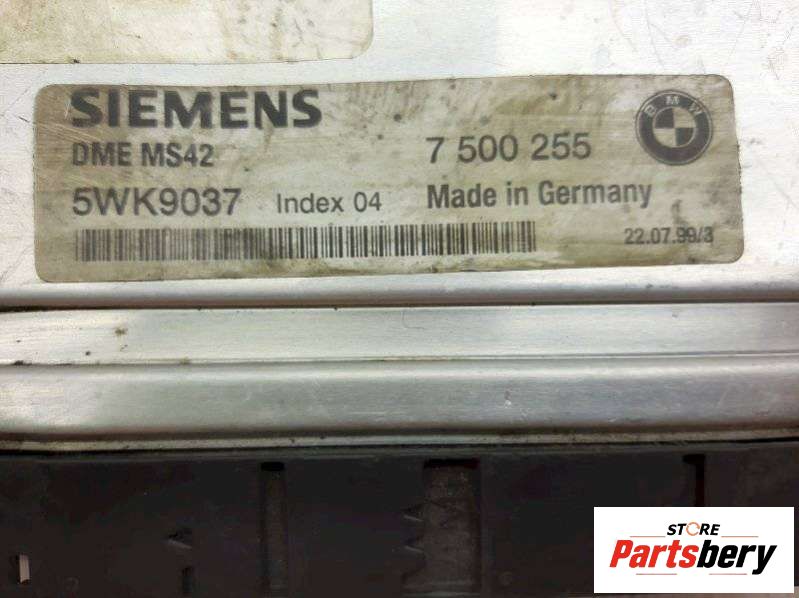 SIEMENS
BMW
DME MS42 7 500 255
5WK9037 Index 04 Made in Germany
22.07.99/3
STORE
Partsbery